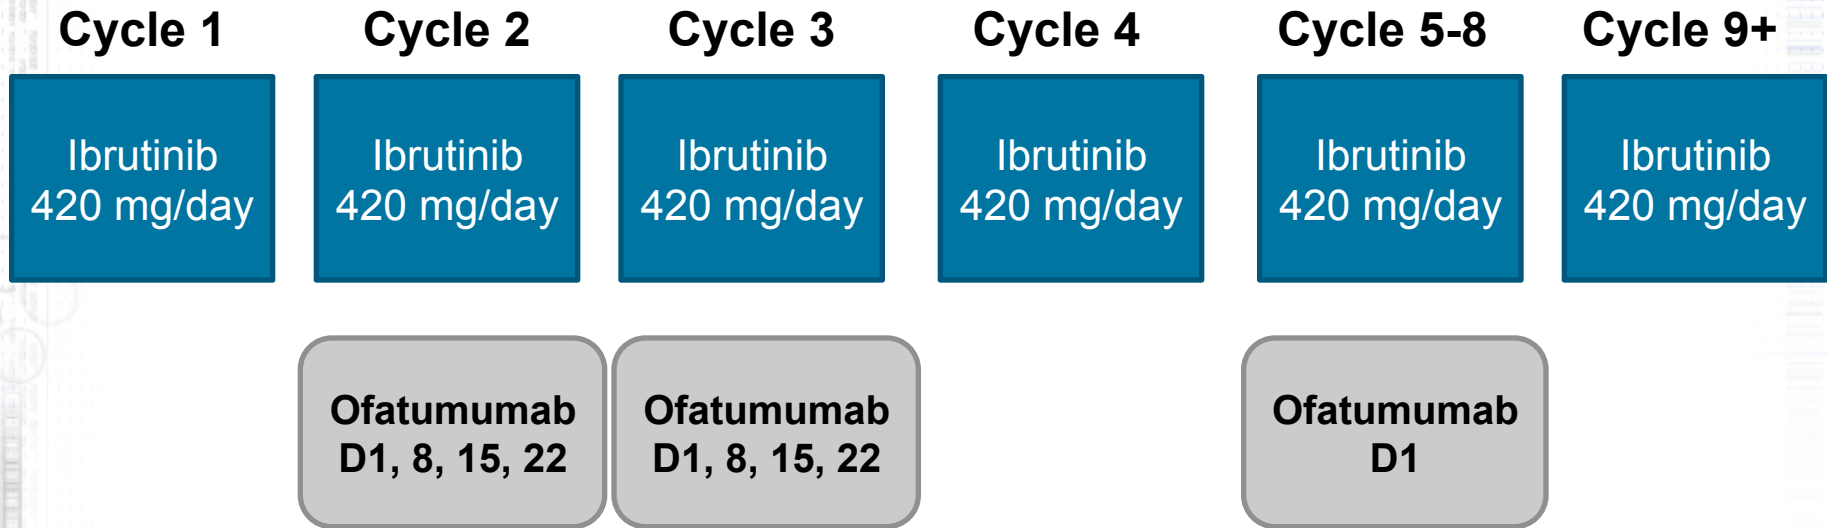 Cycle 1 Cycle 2 Cycle 3 Cycle 4 Cycle 5-8 Cycle 9+
Ibrutinib Ibrutinib Ibrutinib Ibrutinib Ibrutinib Ibrutinib
420 mg/day 420 mg/day 420 mg/day 420 mg/day 420 mg/day 420 mg/day
Ofatumumab Ofatumumab Ofatumumab
D1, 8, 15, 22 D1, 8, 15, 22 D1